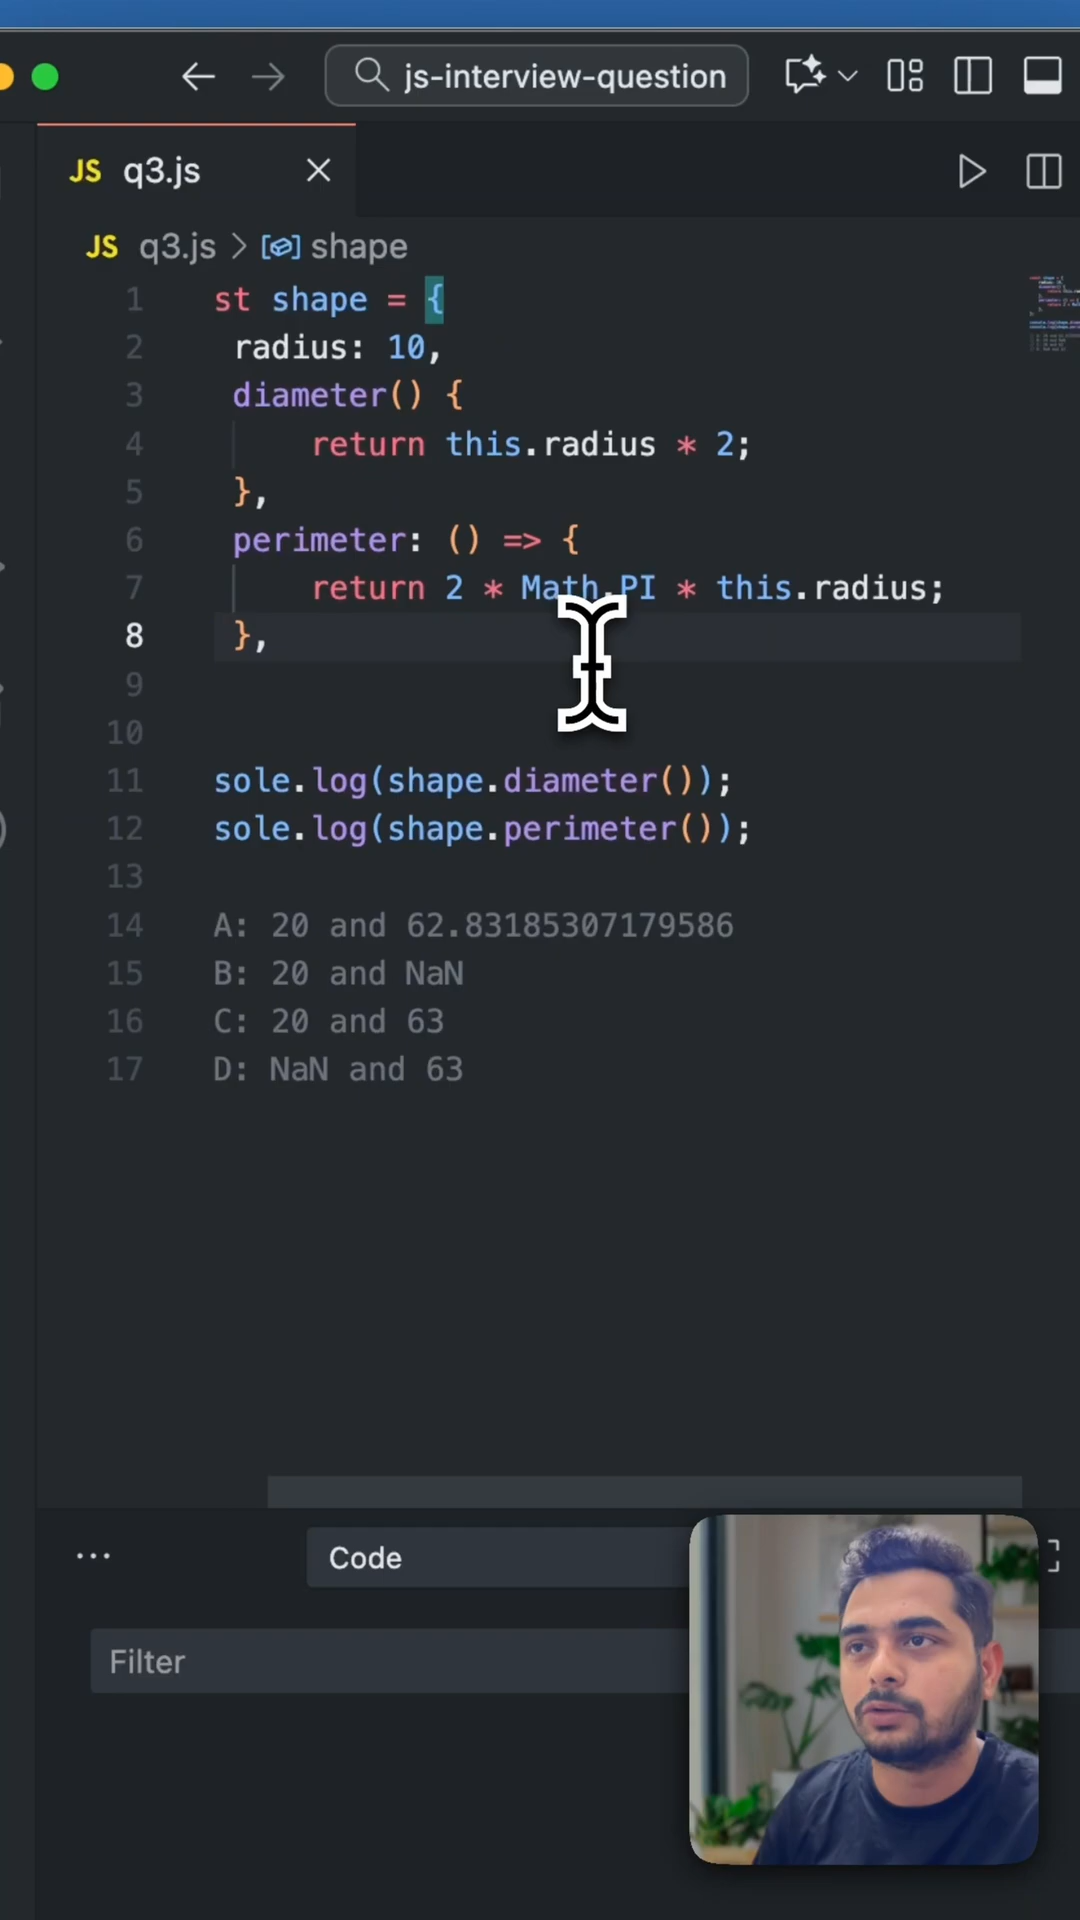 js-interview-question
JS q3.js
JS q3.js > shape
1 st shape = {
2 radius: 10,
3 diameter() {
4 return this.radius * 2;
5 },
6 perimeter: () => {
7 return 2 * Math.PI * this.radius;
8 },
9
10
11 sole.log(shape.diameter());
12 sole.log(shape.perimeter());
13
14 A: 20 and 62.83185307179586
15 B: 20 and NaN
16 C: 20 and 63
17 D: NaN and 63
... Code
Filter